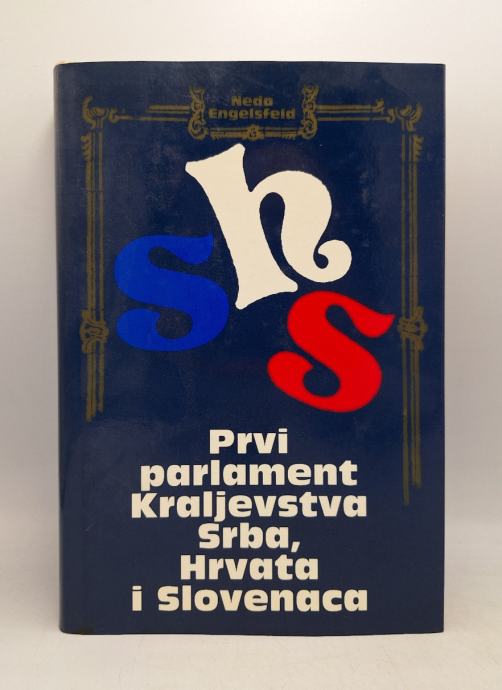 Neda
Engelsfeld
shs
Prvi
parlament
Kraljevstva
Srba,
Hrvata
i Slovenaca